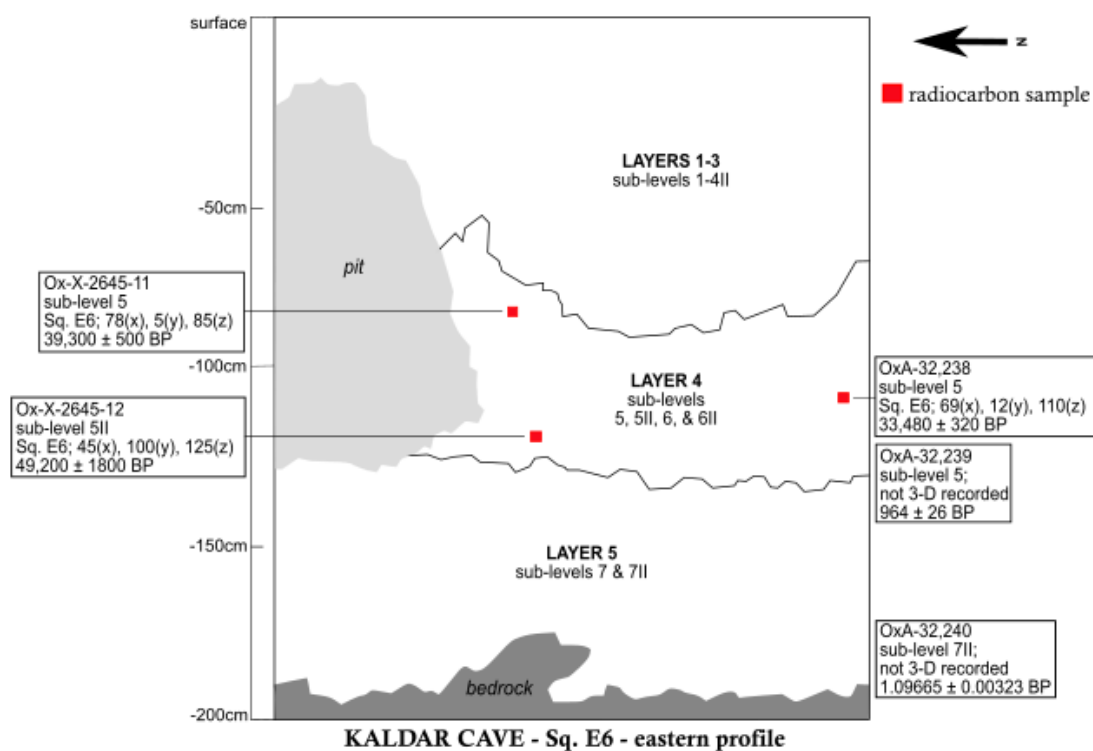 surface
N
radiocarbon sample
LAYERS 1-3
sub-levels 1-4II
-50cm
pit
Ox-X-2645-11
sub-level 5
Sq. E6; 78(x), 5(y), 85(z)
39,300 ± 500 BP
-100cm
LAYER 4
sub-levels
5, 5II, 6, & 6II
OxA-32,238
sub-level 5
Sq. E6; 69(x), 12(y), 110(z)
33,480 ± 320 BP
Ox-X-2645-12
sub-level 5II
Sq. E6; 45(x), 100(y), 125(z)
49,200 ± 1800 BP
OxA-32,239
sub-level 5;
not 3-D recorded
964 ± 26 BP
-150cm
LAYER 5
sub-levels 7 & 7II
OxA-32,240
sub-level 7II;
not 3-D recorded
1.09665 ± 0.00323 BP
bedrock
-200cm
KALDAR CAVE - Sq. E6 - eastern profile